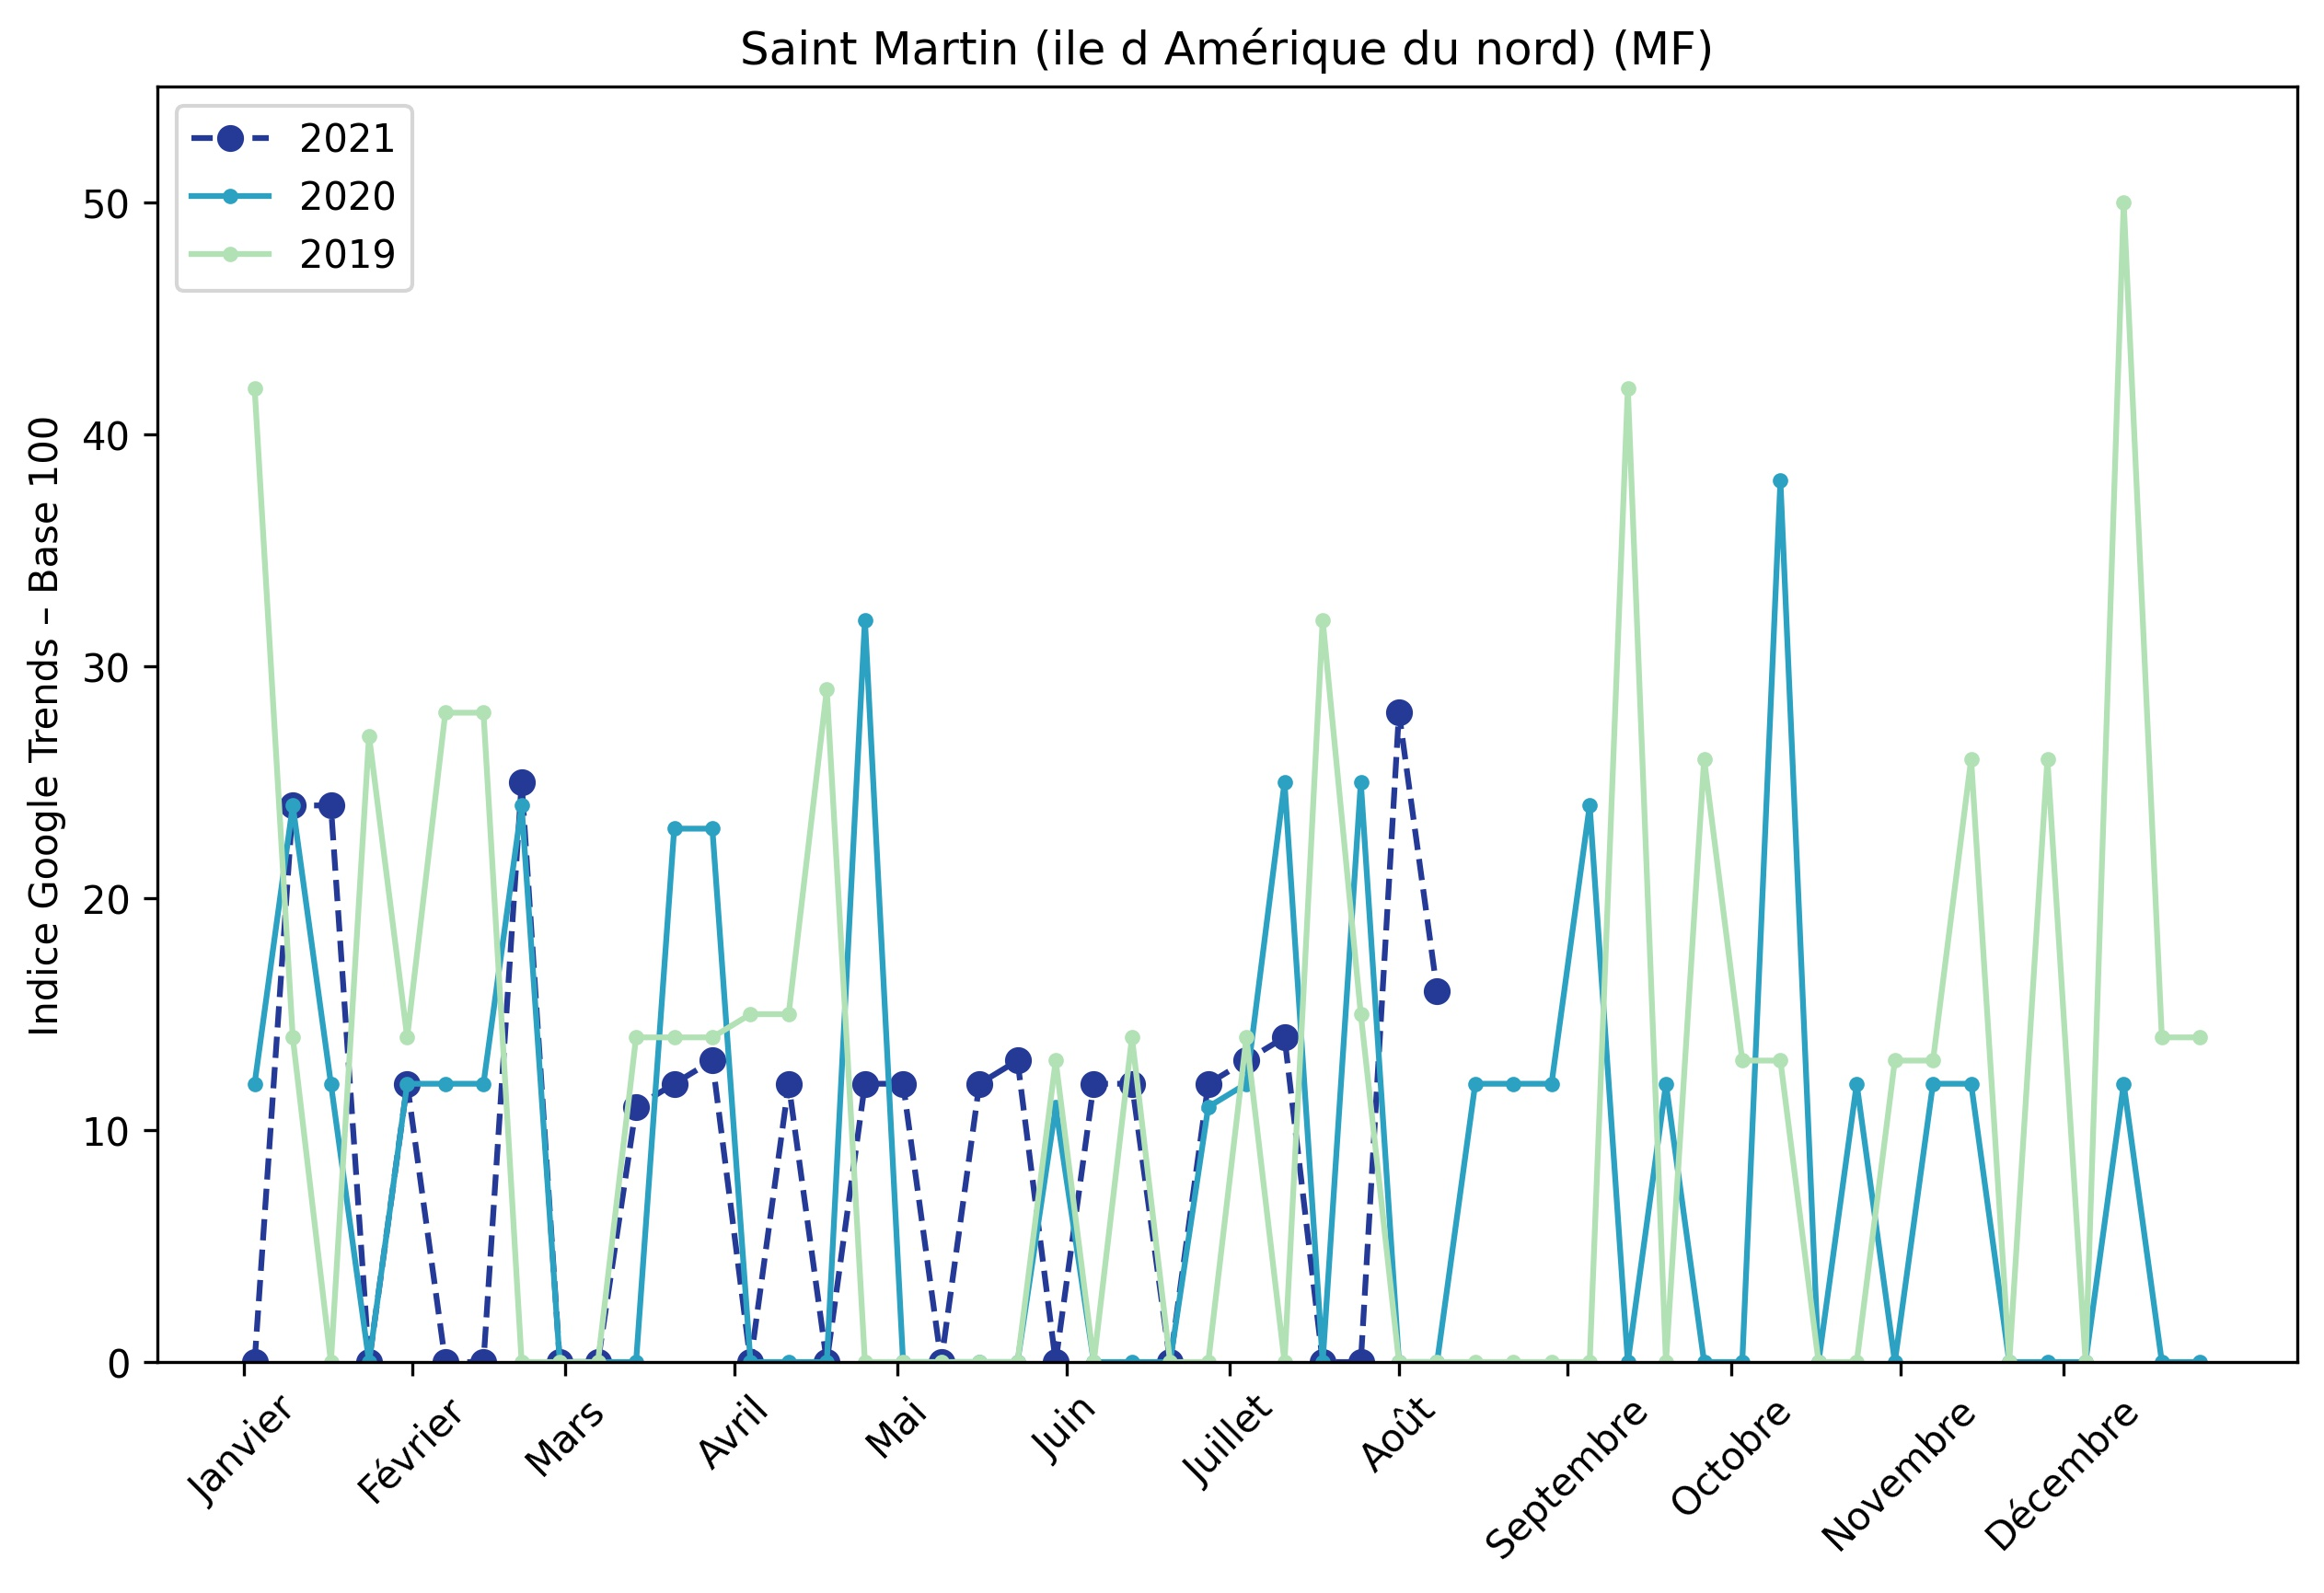 Saint Martin (ile d Amérique du nord) (MF)
2021
2020
2019
Indice Google Trends – Base 100
50
40
30
20
10
0
Janvier
Février
Mars
Avril
Mai
Juin
Juillet
Août
Septembre
Octobre
Novembre
Décembre